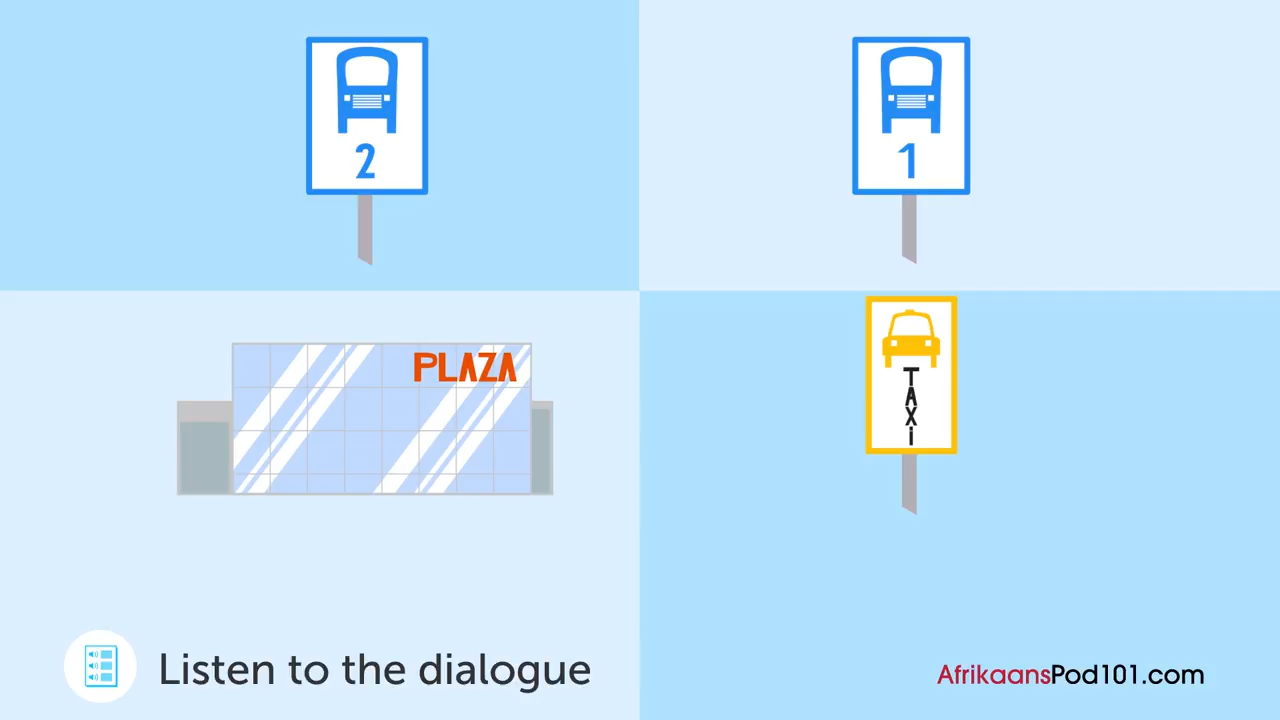 2
1
PLAZA
TAXi
Listen to the dialogue
AfrikaansPod101.com